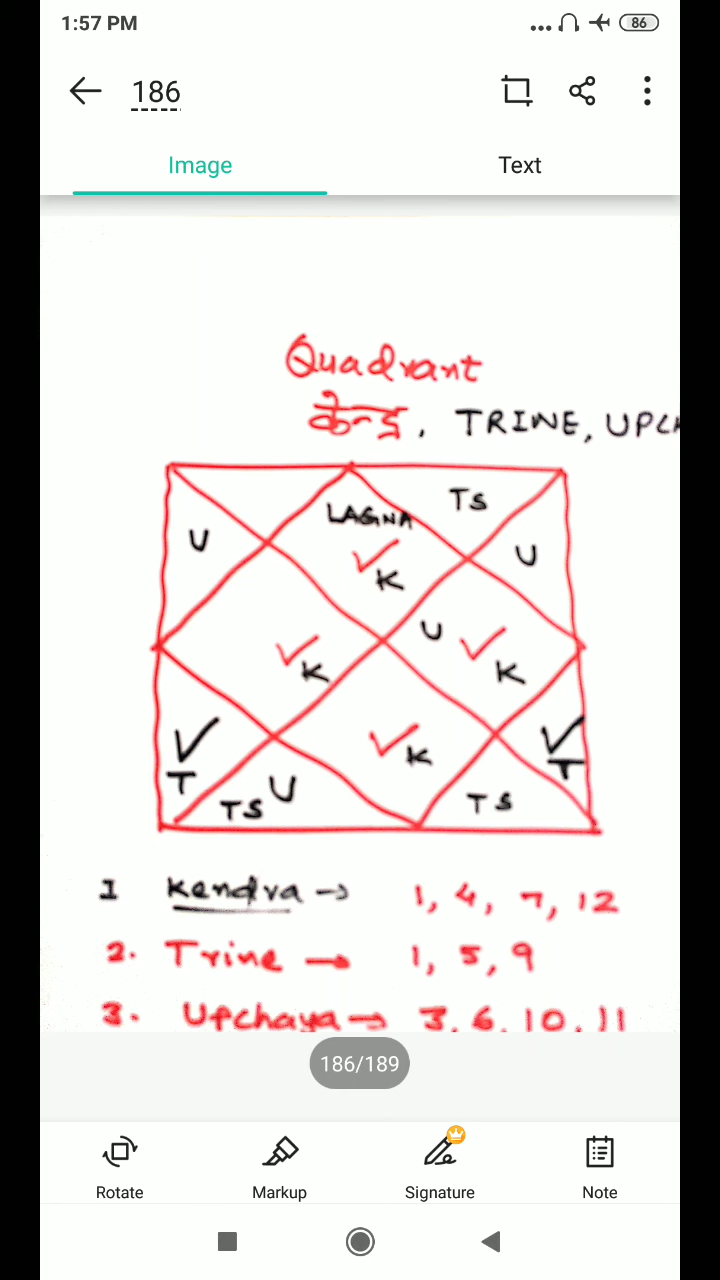 1:57 PM
86
186
Image Text
Quadrant
केन्द्र, TRINE, UPCH
TS
LAGNA
U
U
K
U
K
K
K
T
T
TS
U
TS
1 Kendra → 1, 4, 7, 12
2. Trine → 1, 5, 9
3. Upchaya → 3, 6, 10, 11
186/189
Rotate Markup Signature Note